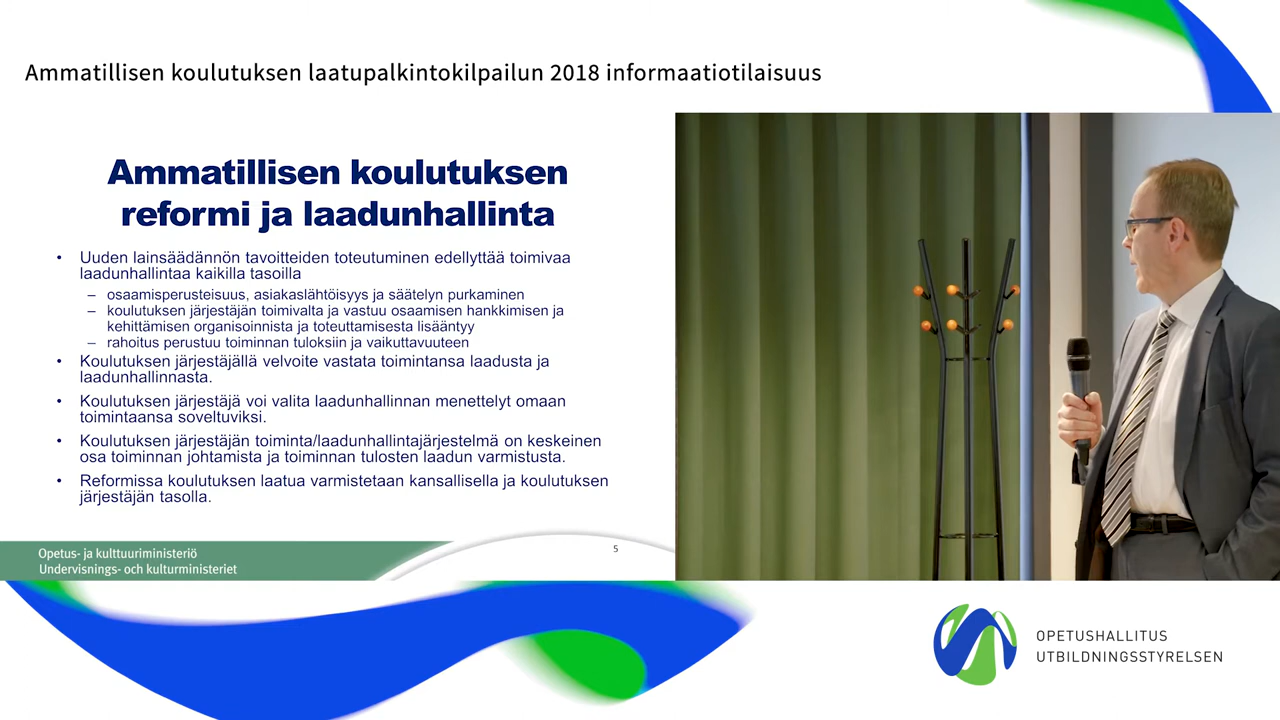 Ammatillisen koulutuksen laatupalkintokilpailun 2018 informaatiotilaisuus
Ammatillisen koulutuksen
reformi ja laadunhallinta
• Uuden lainsäädännön tavoitteiden toteutuminen edellyttää toimivaa
laadunhallintaa kaikilla tasoilla
– osaamisperusteisuus, asiakaslähtöisyys ja säätelyn purkaminen
– koulutuksen järjestäjän toimivalta ja vastuu osaamisen hankkimisen ja
kehittämisen organisoinnista ja toteuttamisesta lisääntyy
– rahoitus perustuu toiminnan tuloksiin ja vaikuttavuuteen
• Koulutuksen järjestäjällä velvoite vastata toimintansa laadusta ja
laadunhallinnasta.
• Koulutuksen järjestäjä voi valita laadunhallinnan menettelyt omaan
toimintaansa soveltuviksi.
• Koulutuksen järjestäjän toiminta/laadunhallintajärjestelmä on keskeinen
osa toiminnan johtamista ja toiminnan tulosten laadun varmistusta.
• Reformissa koulutuksen laatua varmistetaan kansallisella ja koulutuksen
järjestäjän tasolla.
Opetus- ja kulttuuriministeriö
Undervisnings- och kulturministeriet
5
OPETUSHALLITUS
UTBILDNINGSSTYRELSEN